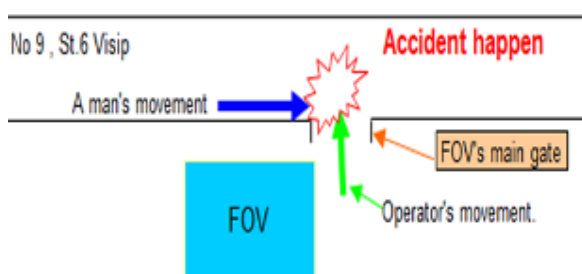 No 9 , St.6 Visip
Accident happen
A man's movement
FOV's main gate
FOV
Operator's movement.